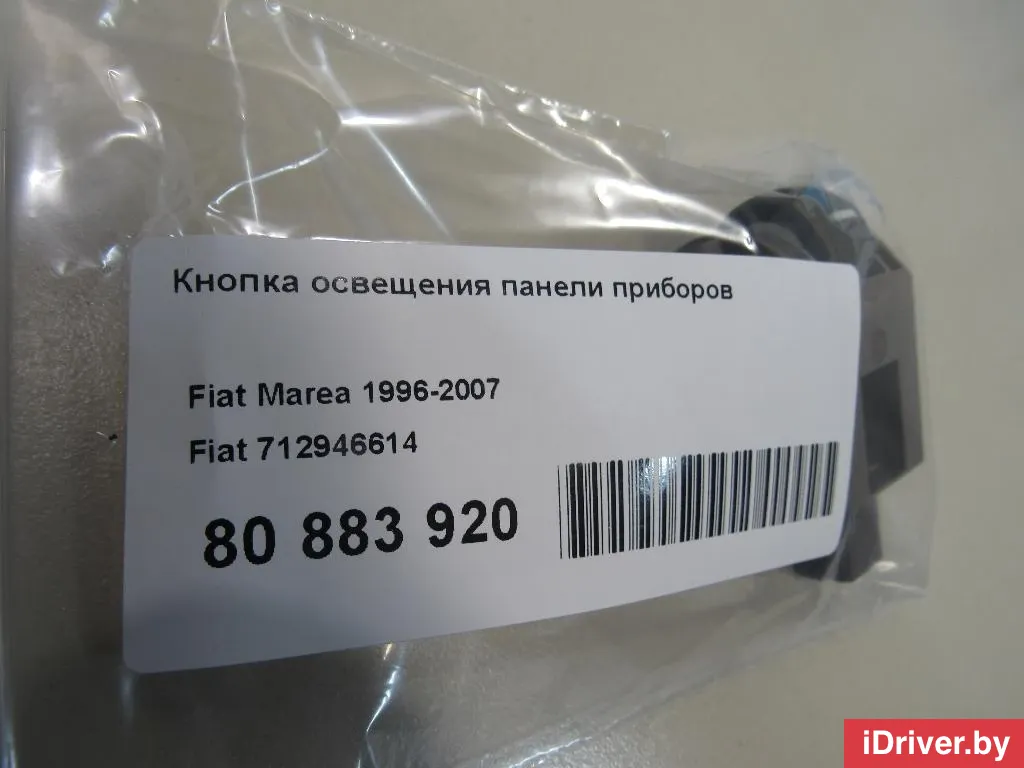 Кнопка освещения панели приборов
Fiat Marea 1996-2007
Fiat 712946614
80 883 920
iDriver.by